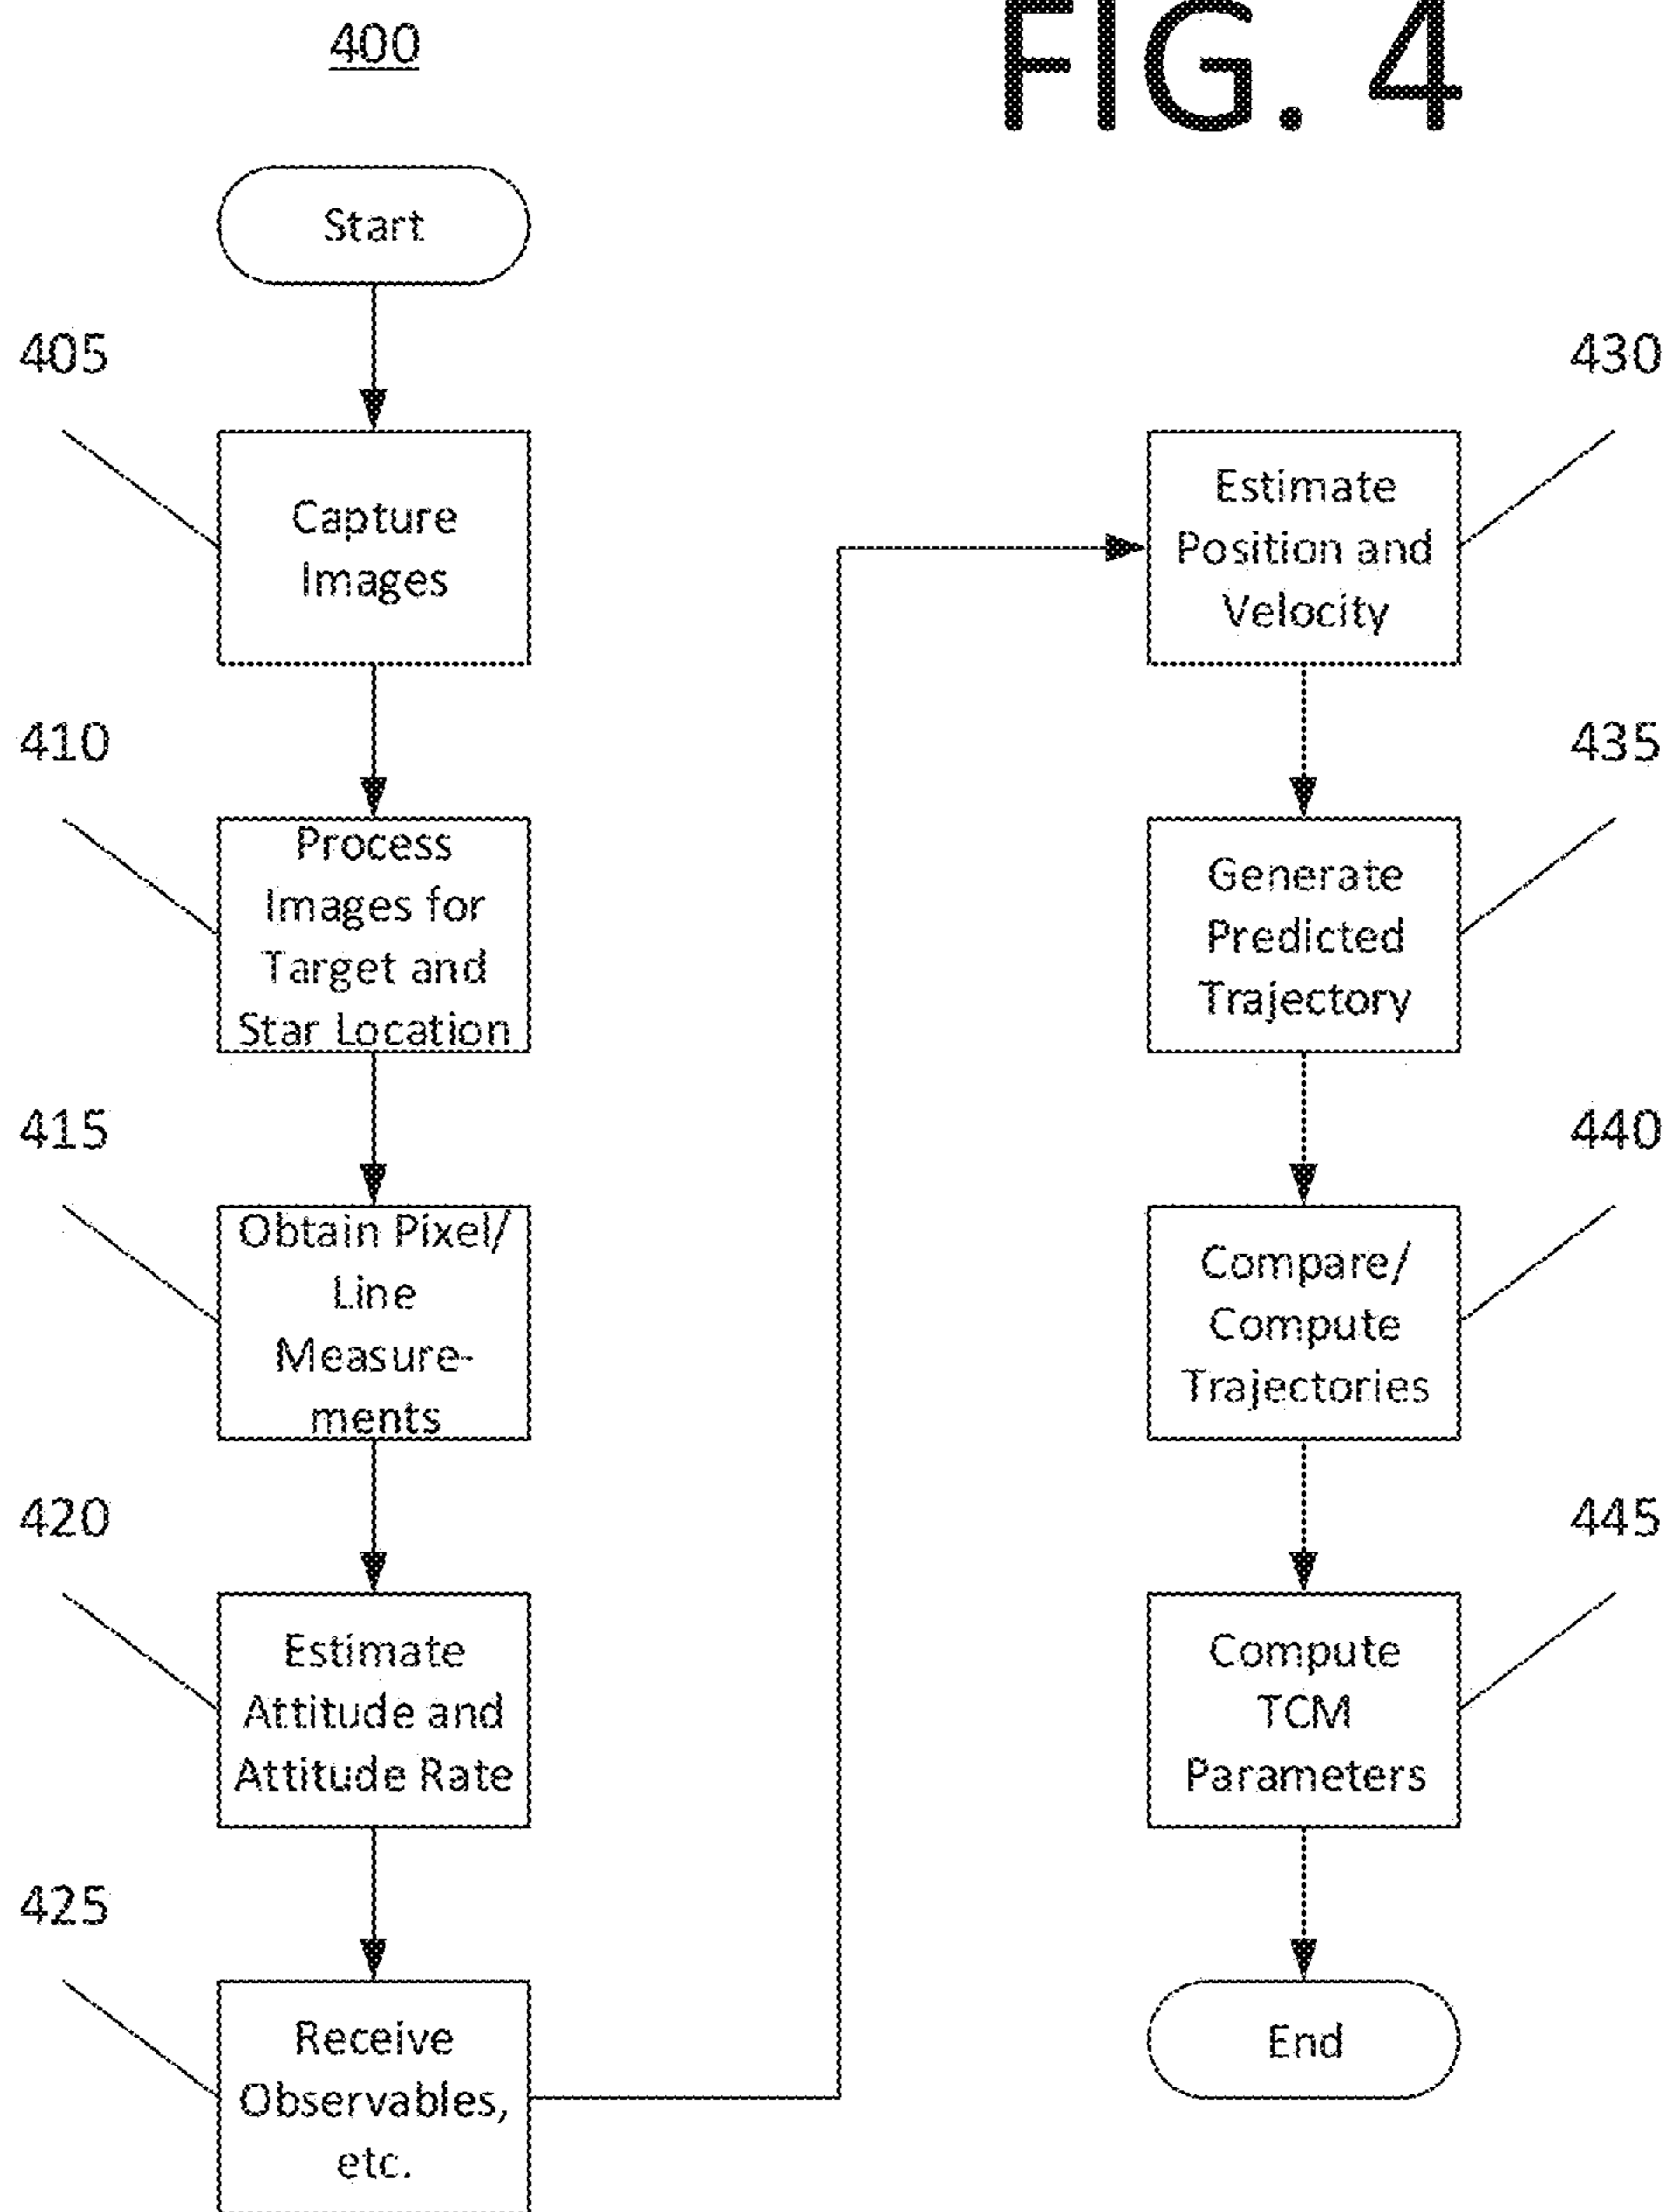 400
FIG. 4
Start
405
Capture
Images
410
Process
Images for
Target and
Star Location
415
Obtain Pixel/
Line
Measure-
ments
420
Estimate
Attitude and
Attitude Rate
425
Receive
Observables,
etc.
430
Estimate
Position and
Velocity
435
Generate
Predicted
Trajectory
440
Compare/
Compute
Trajectories
445
Compute
TCM
Parameters
End